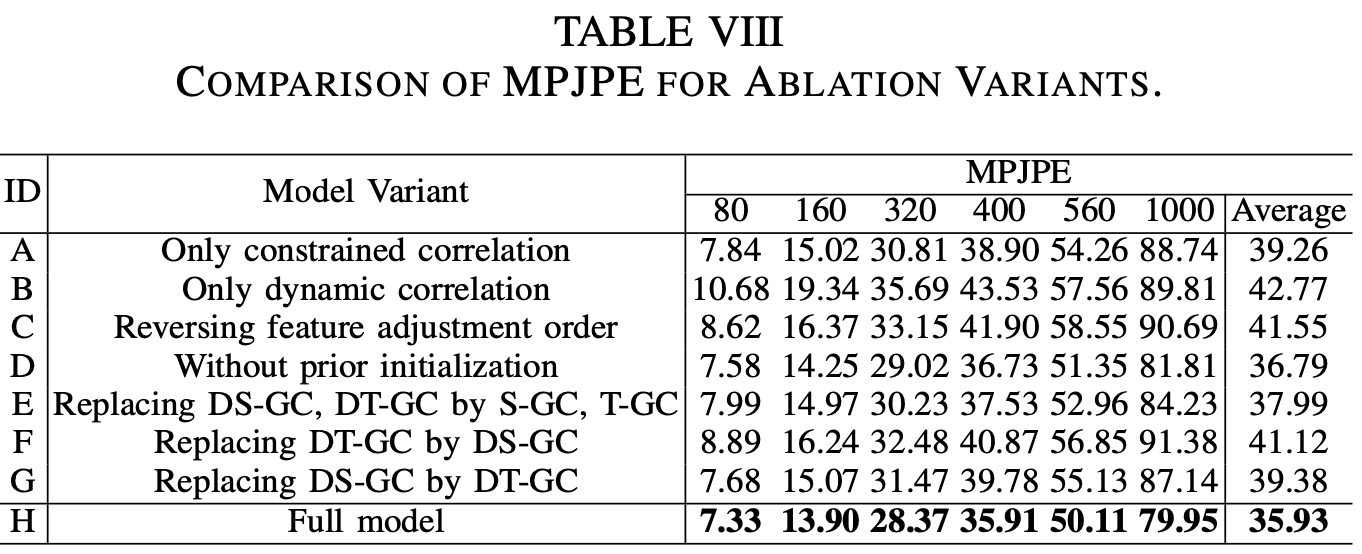 TABLE VIII
COMPARISON OF MPJPE FOR ABLATION VARIANTS.
ID Model Variant MPJPE
80 160 320 400 560 1000 Average
A Only constrained correlation 7.84 15.02 30.81 38.90 54.26 88.74 39.26
B Only dynamic correlation 10.68 19.34 35.69 43.53 57.56 89.81 42.77
C Reversing feature adjustment order 8.62 16.37 33.15 41.90 58.55 90.69 41.55
D Without prior initialization 7.58 14.25 29.02 36.73 51.35 81.81 36.79
E Replacing DS-GC, DT-GC by S-GC, T-GC 7.99 14.97 30.23 37.53 52.96 84.23 37.99
F Replacing DT-GC by DS-GC 8.89 16.24 32.48 40.87 56.85 91.38 41.12
G Replacing DS-GC by DT-GC 7.68 15.07 31.47 39.78 55.13 87.14 39.38
H Full model 7.33 13.90 28.37 35.91 50.11 79.95 35.93